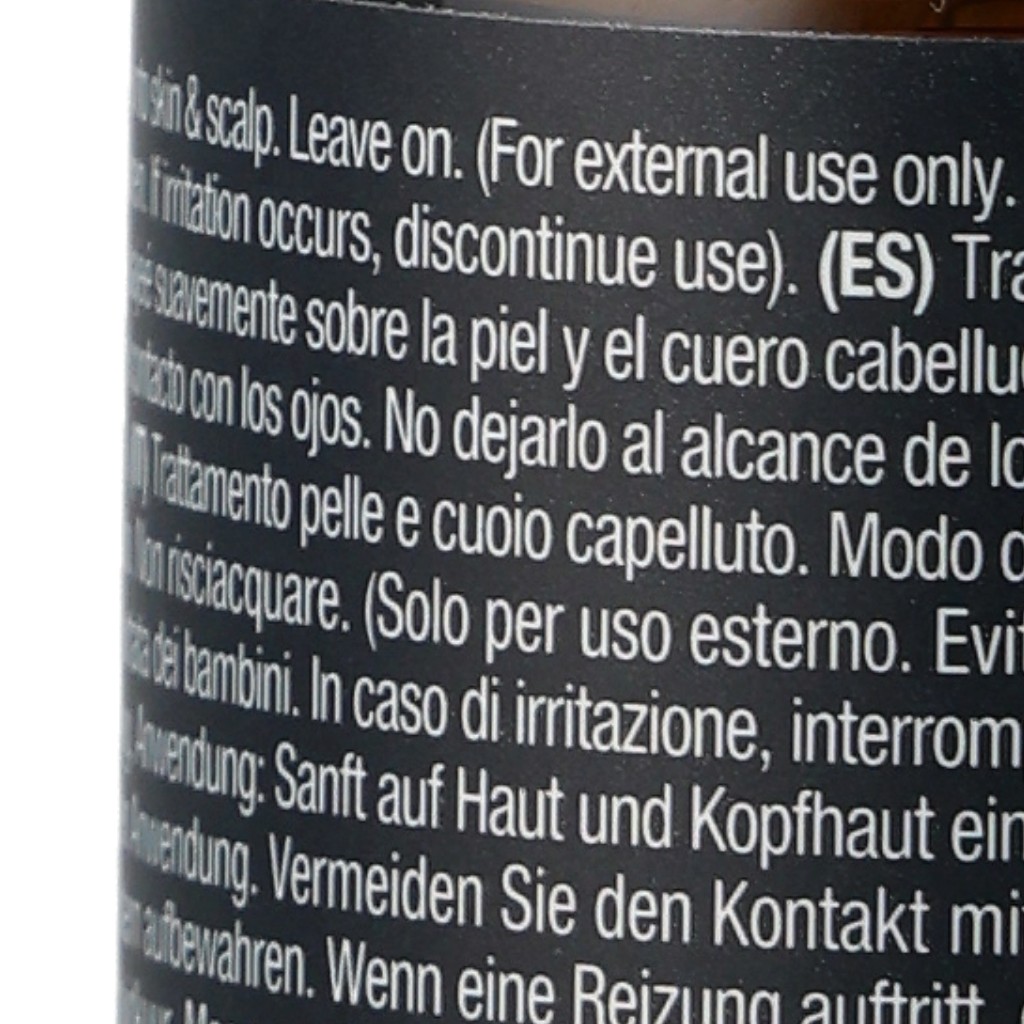 skin & scalp. Leave on. (For external use only.
If irritation occurs, discontinue use). (ES) Tra
suavemente sobre la piel y el cuero cabellu
con los ojos. No dejarlo al alcance de lo
Trattamento pelle e cuoio capelluto. Modo d
Non risciacquare. (Solo per uso esterno. Evit
dei bambini. In caso di irritazione, interrom
Anwendung: Sanft auf Haut und Kopfhaut ein
Anwendung. Vermeiden Sie den Kontakt mi
aufbewahren. Wenn eine Reizung auftritt,